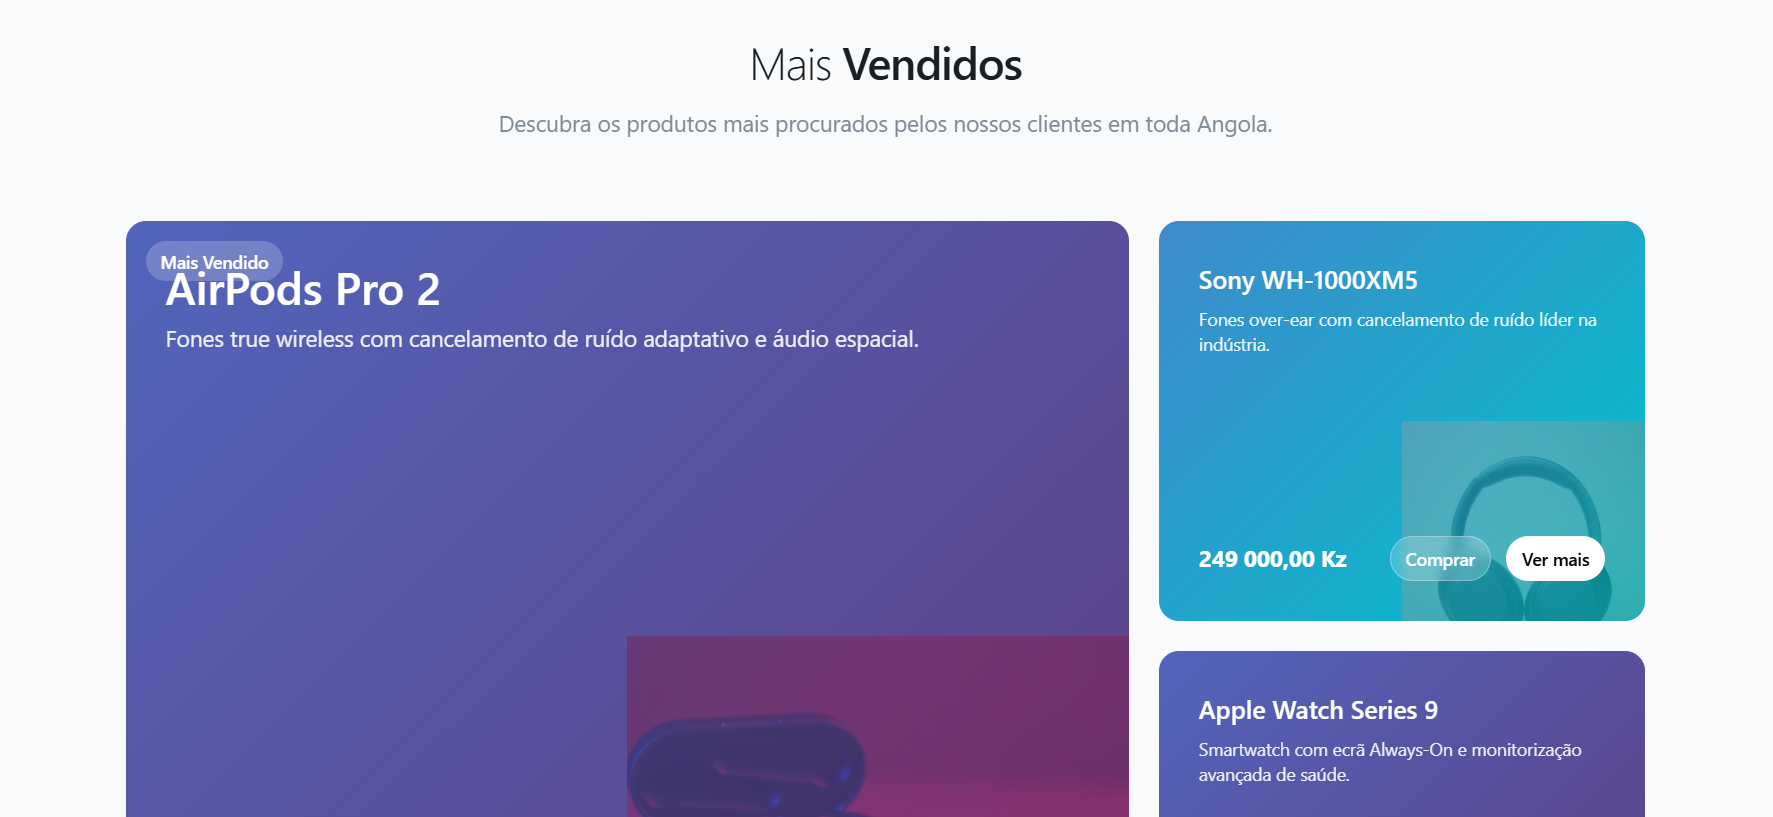 Mais Vendidos
Descubra os produtos mais procurados pelos nossos clientes em toda Angola.
Mais Vendido
AirPods Pro 2
Fones true wireless com cancelamento de ruído adaptativo e áudio espacial.
Sony WH-1000XM5
Fones over-ear com cancelamento de ruído líder na
indústria.
249 000,00 Kz
Comprar
Ver mais
Apple Watch Series 9
Smartwatch com ecrã Always-On e monitorização
avançada de saúde.